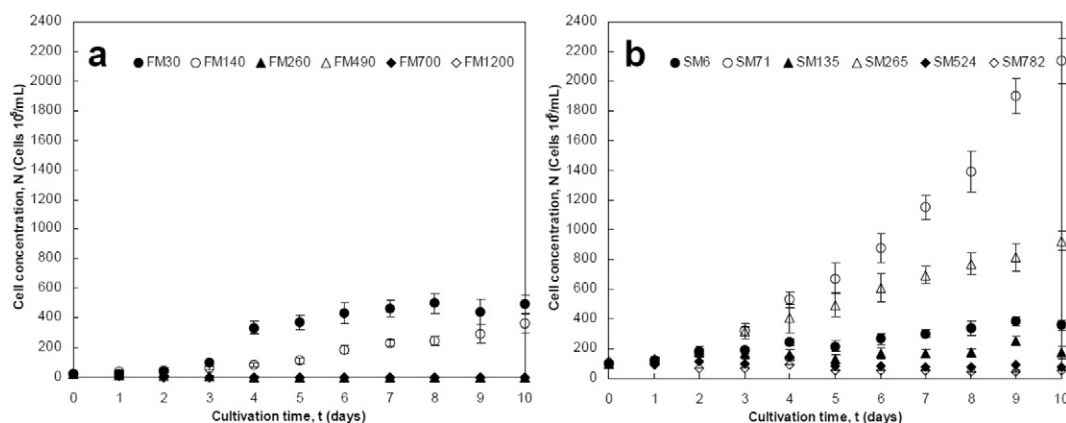 a
FM30 FM140 FM260 FM490 FM700 FM1200
Cell concentration, N (Cells 10⁶/mL)
2400
2200
2000
1800
1600
1400
1200
1000
800
600
400
200
0
0 1 2 3 4 5 6 7 8 9 10
Cultivation time, t (days)
b
SM6 SM71 SM135 SM265 SM524 SM782
Cell concentration, N (Cells 10⁶/mL)
2400
2200
2000
1800
1600
1400
1200
1000
800
600
400
200
0
0 1 2 3 4 5 6 7 8 9 10
Cultivation time, t (days)